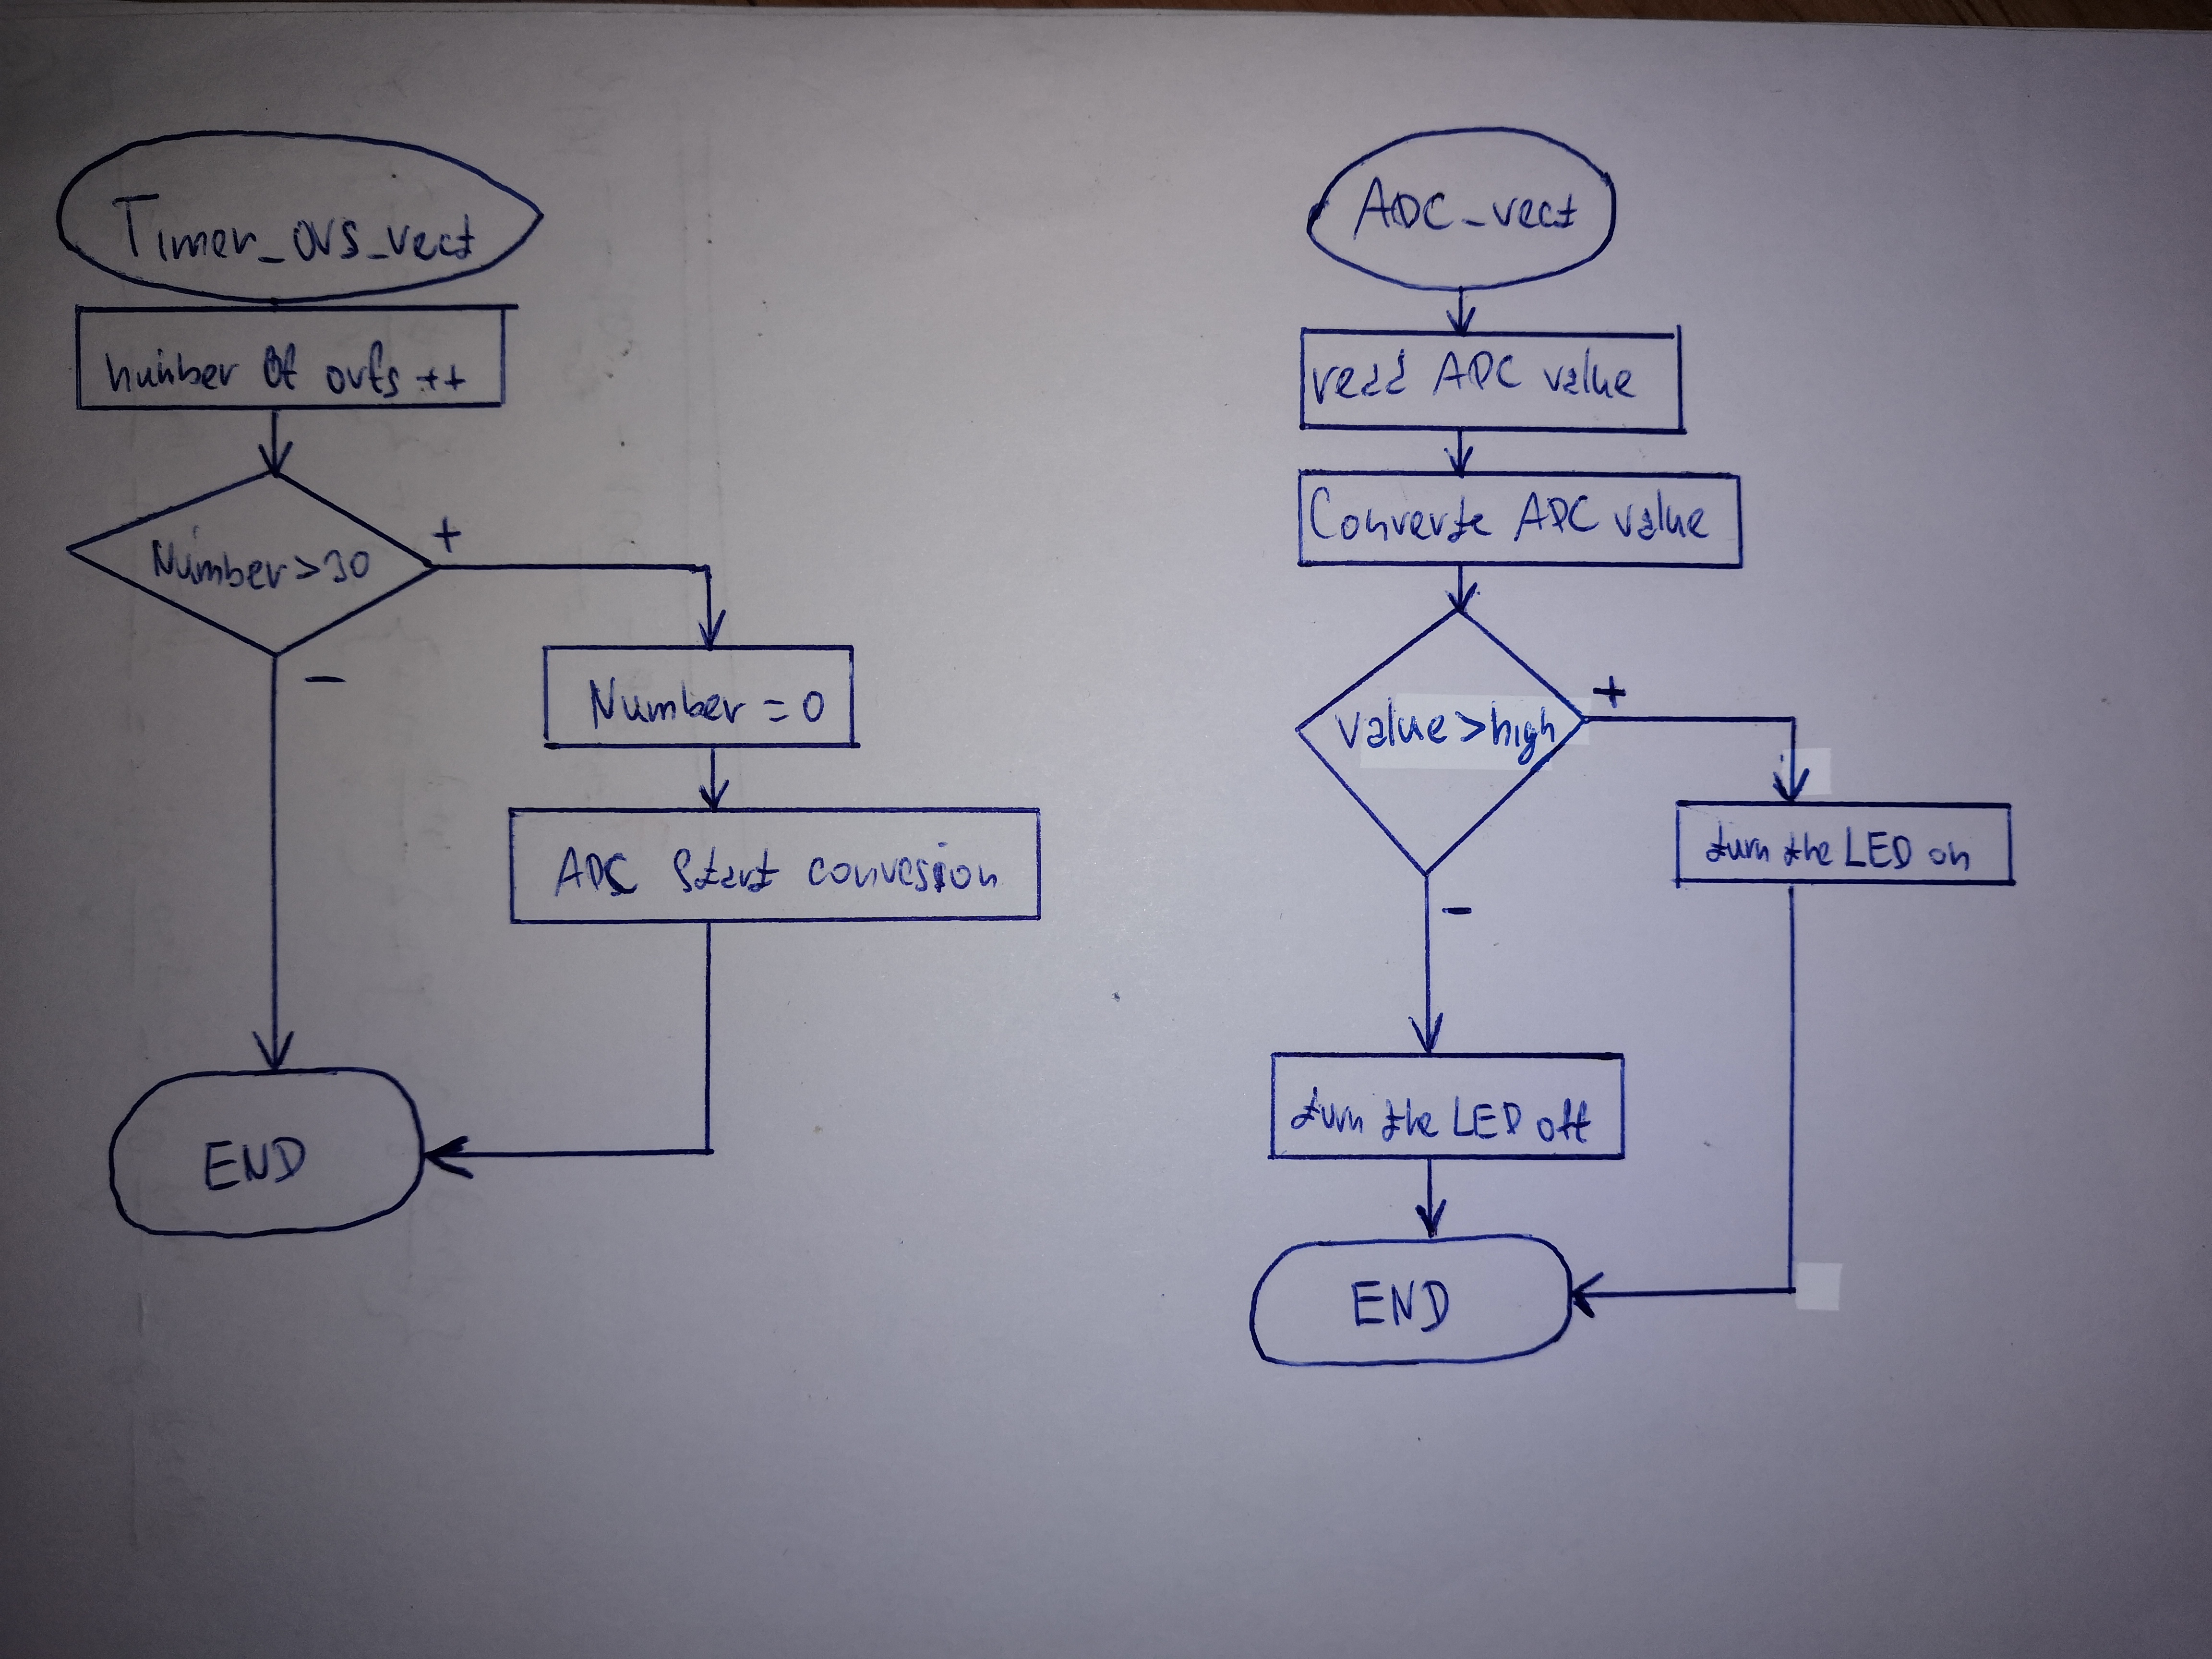 Timer_ovs_vect
number of ovfs ++
Number>30
+
-
Number = 0
ADC Start convesion
END
ADC_vect
read ADC value
Converte ADC value
Value>high
+
-
turn the LED on
turn the LED off
END